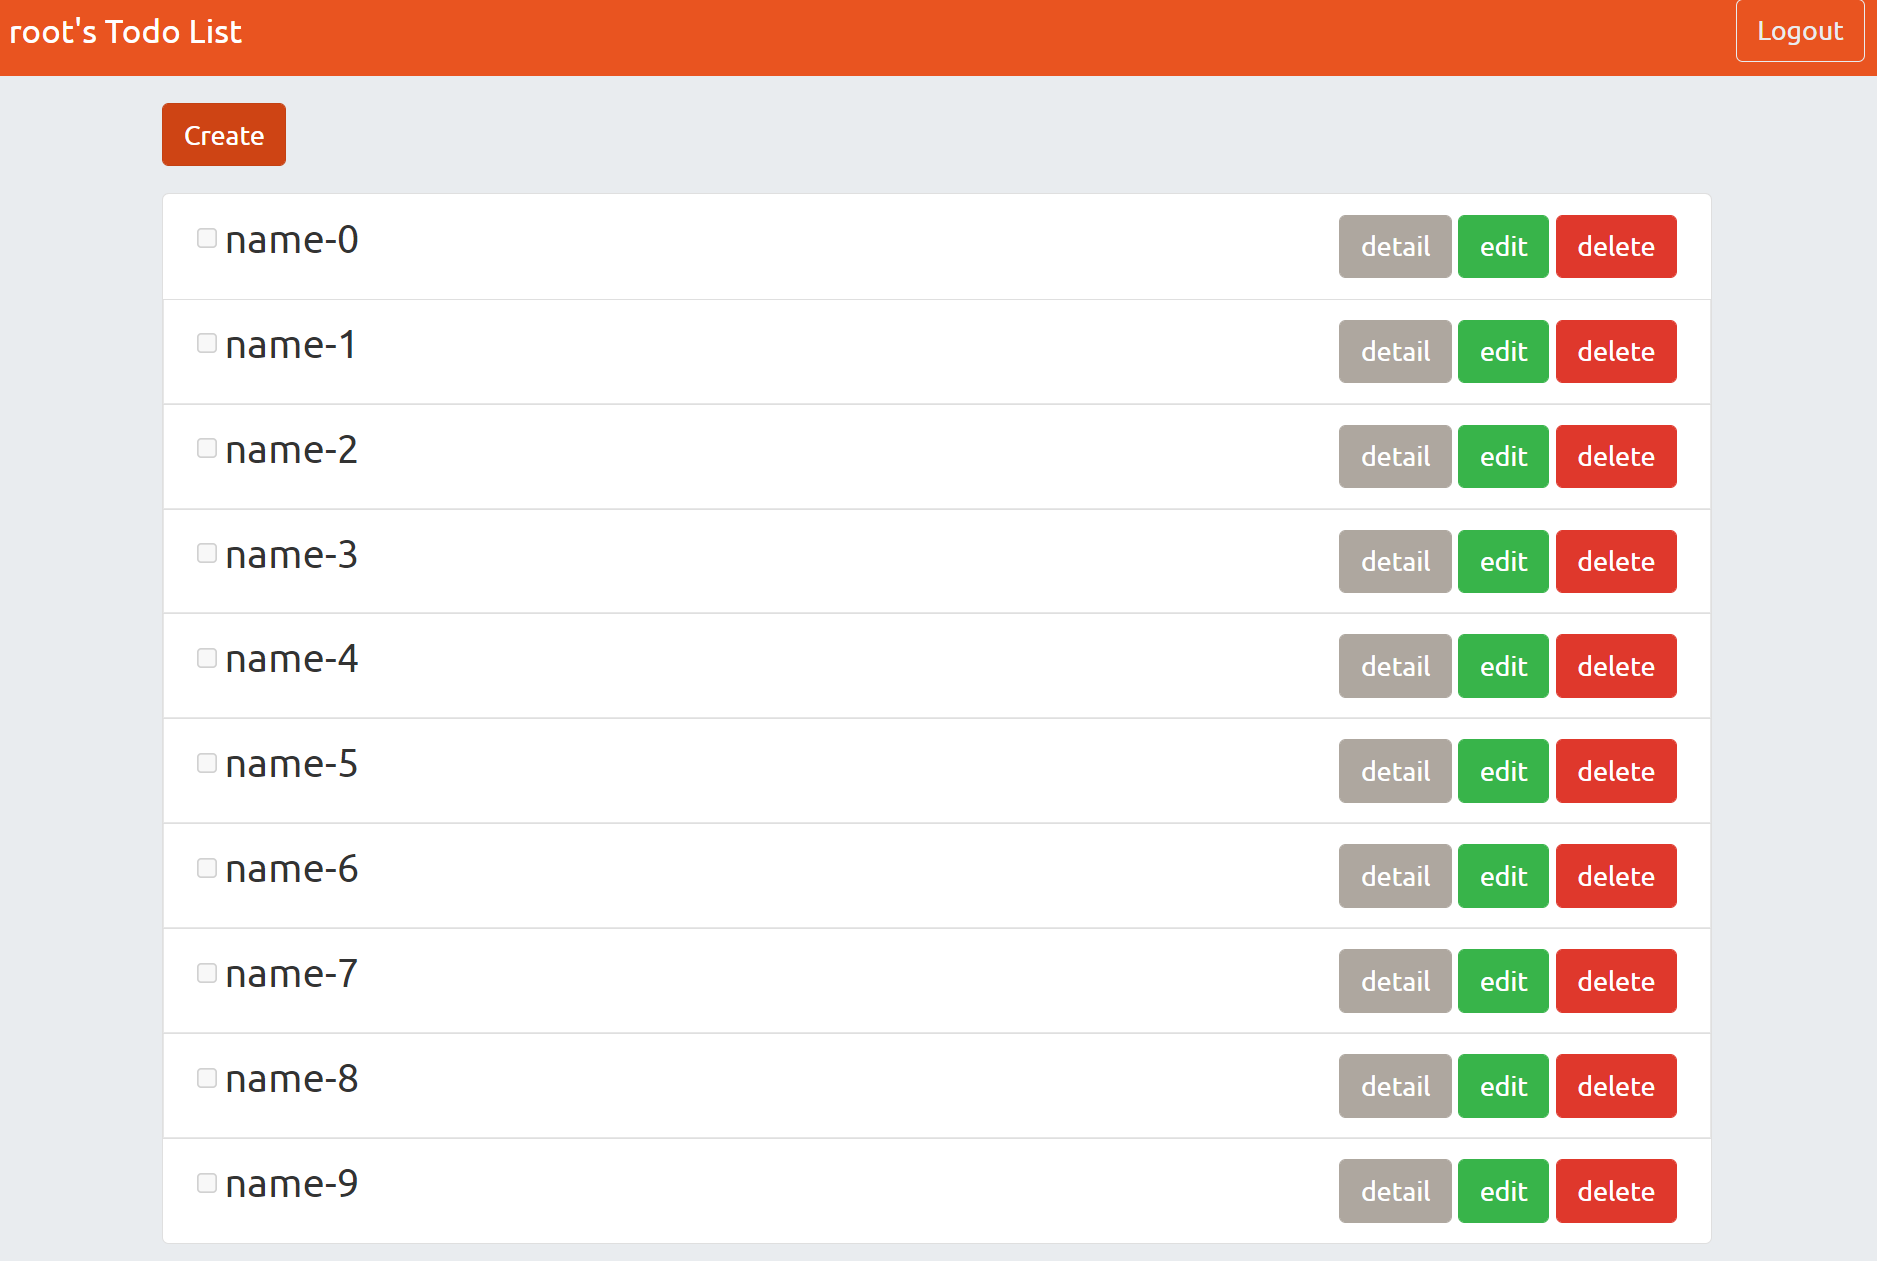 root's Todo List Logout
Create
name-0 detail edit delete
name-1 detail edit delete
name-2 detail edit delete
name-3 detail edit delete
name-4 detail edit delete
name-5 detail edit delete
name-6 detail edit delete
name-7 detail edit delete
name-8 detail edit delete
name-9 detail edit delete